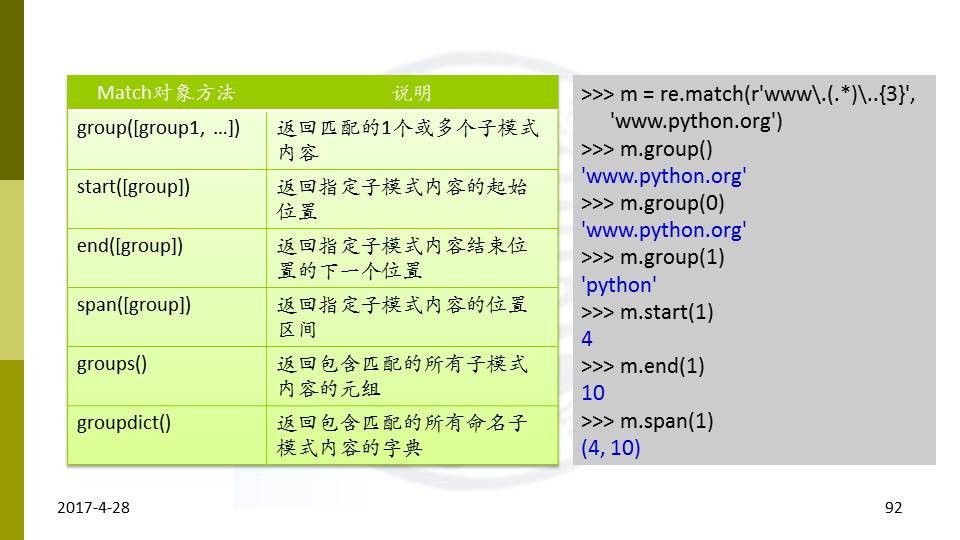 Match对象方法 说明
group([group1, …]) 返回匹配的1个或多个子模式
内容
start([group]) 返回指定子模式内容的起始
位置
end([group]) 返回指定子模式内容结束位
置的下一个位置
span([group]) 返回指定子模式内容的位置
区间
groups() 返回包含匹配的所有子模式
内容的元组
groupdict() 返回包含匹配的所有命名子
模式内容的字典
>>> m = re.match(r'www\.(.*)\..{3}',
'www.python.org')
>>> m.group()
'www.python.org'
>>> m.group(0)
'www.python.org'
>>> m.group(1)
'python'
>>> m.start(1)
4
>>> m.end(1)
10
>>> m.span(1)
(4, 10)
2017-4-28 92